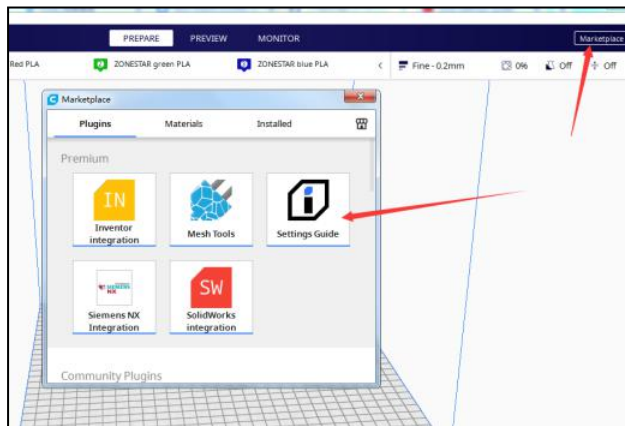 PREPARE PREVIEW MONITOR Marketplace
Red PLA ZONESTAR green PLA ZONESTAR blue PLA < Fine - 0.2mm 0% Off Off
Marketplace
Plugins Materials Installed
Premium
IN
Inventor
integration
Mesh Tools
Settings Guide
SIEMENS
NX
Siemens NX
Integration
SW
SolidWorks
integration
Community Plugins